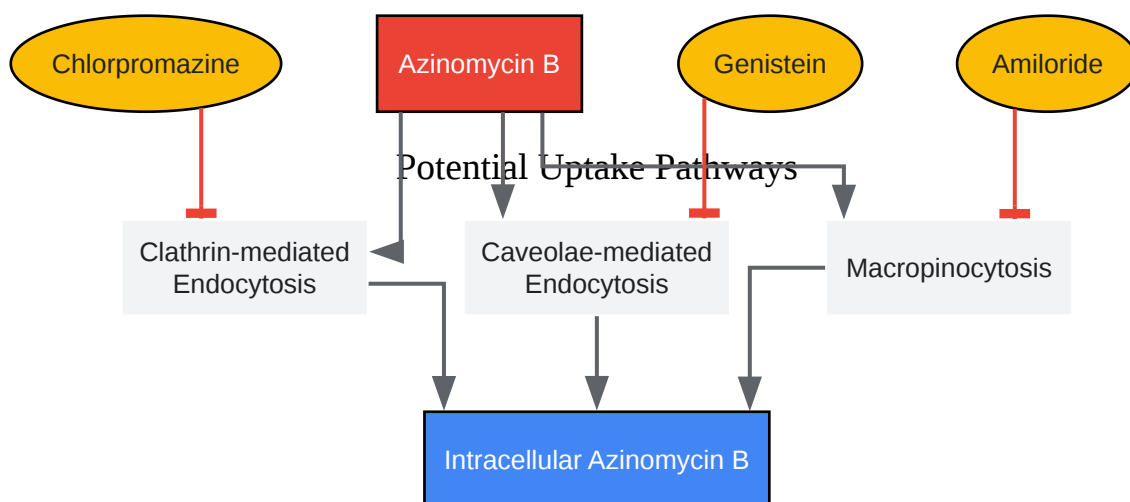 Chlorpromazine
Azinomycin B
Genistein
Amiloride
Potential Uptake Pathways
Clathrin-mediated
Endocytosis
Caveolae-mediated
Endocytosis
Macropinocytosis
Intracellular Azinomycin B